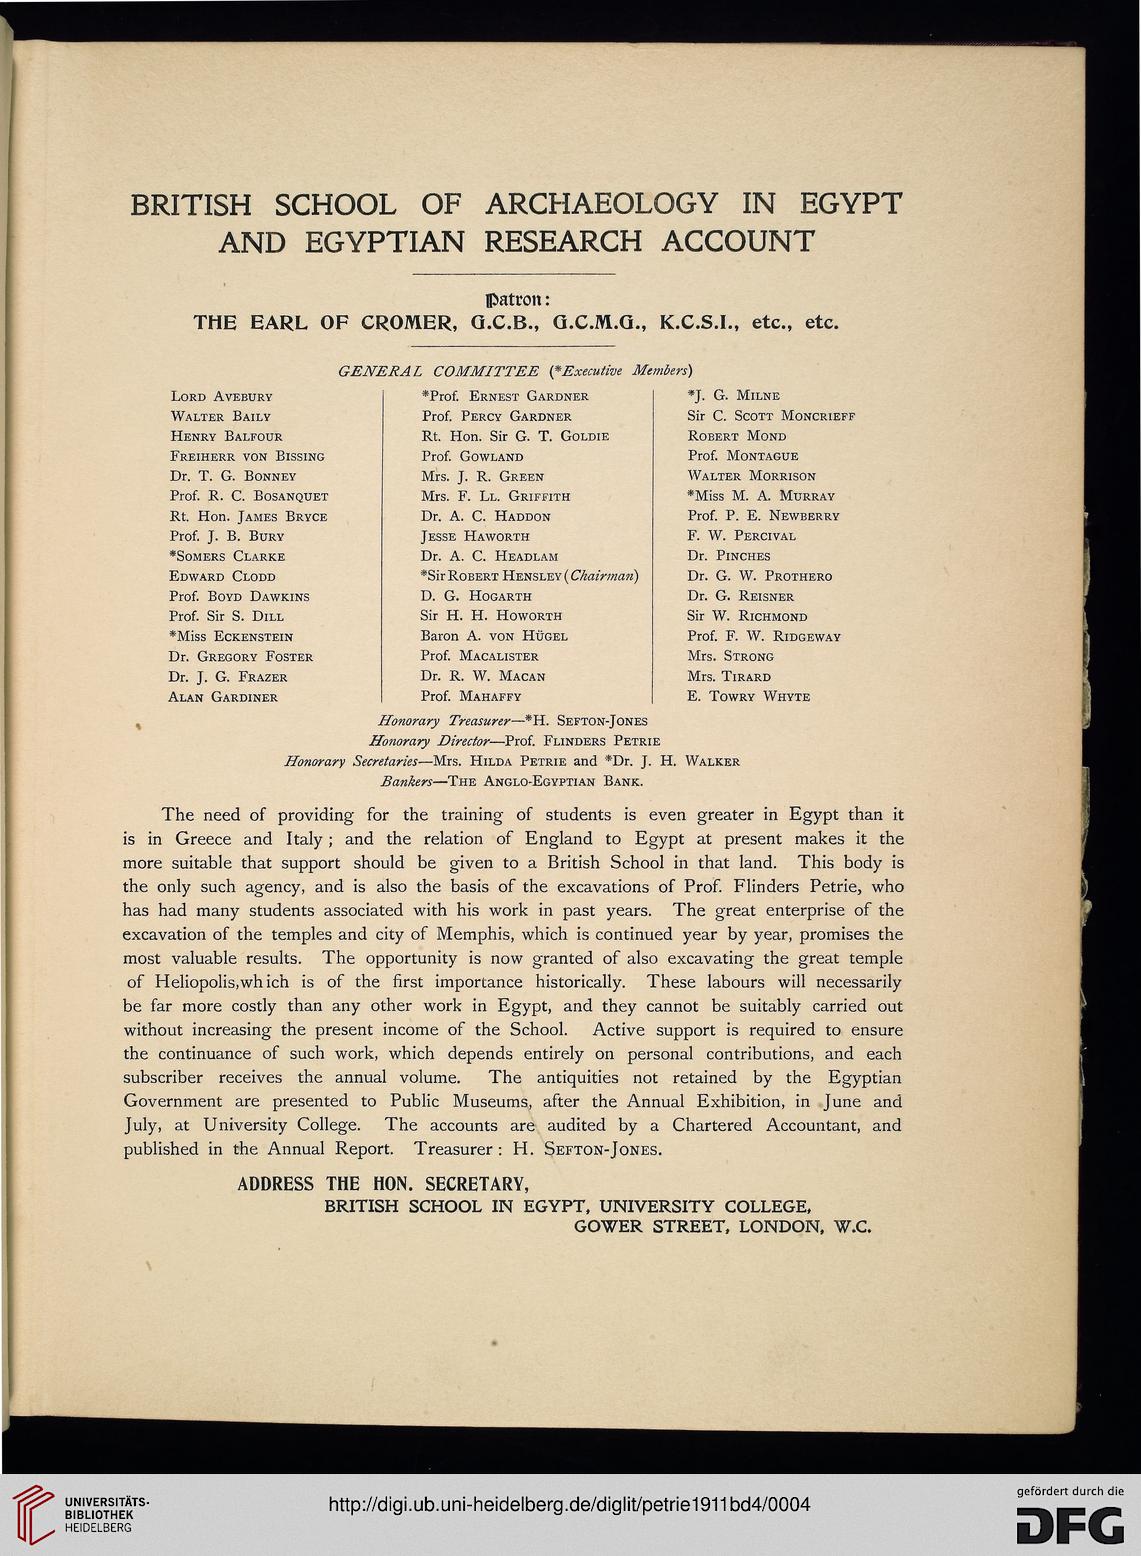 BRITISH SCHOOL OF ARCHAEOLOGY IN EGYPT
AND EGYPTIAN RESEARCH ACCOUNT
Patron:
THE EARL OF CROMER, G.C.B., G.C.M.G., K.C.S.I., etc., etc.
GENERAL COMMITTEE (*Executive Members)
LORD AVEBURY
WALTER BAILY
HENRY BALFOUR
FREIHERR VON BISSING
Dr. T. G. BONNEY
Prof. R. C. BOSANQUET
Rt. Hon. JAMES BRYCE
Prof. J. B. BURY
*SOMERS CLARKE
EDWARD CLODD
Prof. BOYD DAWKINS
Prof. Sir S. DILL
*Miss ECKENSTEIN
Dr. GREGORY FOSTER
Dr. J. G. FRAZER
ALAN GARDINER
*Prof. ERNEST GARDNER
Prof. PERCY GARDNER
Rt. Hon. Sir G. T. GOLDIE
Prof. GOWLAND
Mrs. J. R. GREEN
Mrs. F. LL. GRIFFITH
Dr. A. C. HADDON
JESSE HAWORTH
Dr. A. C. HEADLAM
*Sir ROBERT HENSLEY (Chairman)
D. G. HOGARTH
Sir H. H. HOWORTH
Baron A. VON HÜGEL
Prof. MACALISTER
Dr. R. W. MACAN
Prof. MAHAFFY
*J. G. MILNE
Sir C. SCOTT MONCRIEFF
ROBERT MOND
Prof. MONTAGUE
WALTER MORRISON
*Miss M. A. MURRAY
Prof. P. E. NEWBERRY
F. W. PERCIVAL
Dr. PINCHES
Dr. G. W. PROTHERO
Dr. G. REISNER
Sir W. RICHMOND
Prof. F. W. RIDGEWAY
Mrs. STRONG
Mrs. TIRARD
E. TOWRY WHYTE
Honorary Treasurer—*H. SEFTON-JONES
Honorary Director—Prof. FLINDERS PETRIE
Honorary Secretaries—Mrs. HILDA PETRIE and *Dr. J. H. WALKER
Bankers—THE ANGLO-EGYPTIAN BANK.
The need of providing for the training of students is even greater in Egypt than it
is in Greece and Italy ; and the relation of England to Egypt at present makes it the
more suitable that support should be given to a British School in that land. This body is
the only such agency, and is also the basis of the excavations of Prof. Flinders Petrie, who
has had many students associated with his work in past years. The great enterprise of the
excavation of the temples and city of Memphis, which is continued year by year, promises the
most valuable results. The opportunity is now granted of also excavating the great temple
of Heliopolis,which is of the first importance historically. These labours will necessarily
be far more costly than any other work in Egypt, and they cannot be suitably carried out
without increasing the present income of the School. Active support is required to ensure
the continuance of such work, which depends entirely on personal contributions, and each
subscriber receives the annual volume. The antiquities not retained by the Egyptian
Government are presented to Public Museums, after the Annual Exhibition, in June and
July, at University College. The accounts are audited by a Chartered Accountant, and
published in the Annual Report. Treasurer : H. SEFTON-JONES.
ADDRESS THE HON. SECRETARY,
BRITISH SCHOOL IN EGYPT, UNIVERSITY COLLEGE,
GOWER STREET, LONDON, W.C.
UNIVERSITÄTS-
BIBLIOTHEK
HEIDELBERG
http://digi.ub.uni-heidelberg.de/diglit/petrie1911bd4/0004
gefördert durch die
DFG